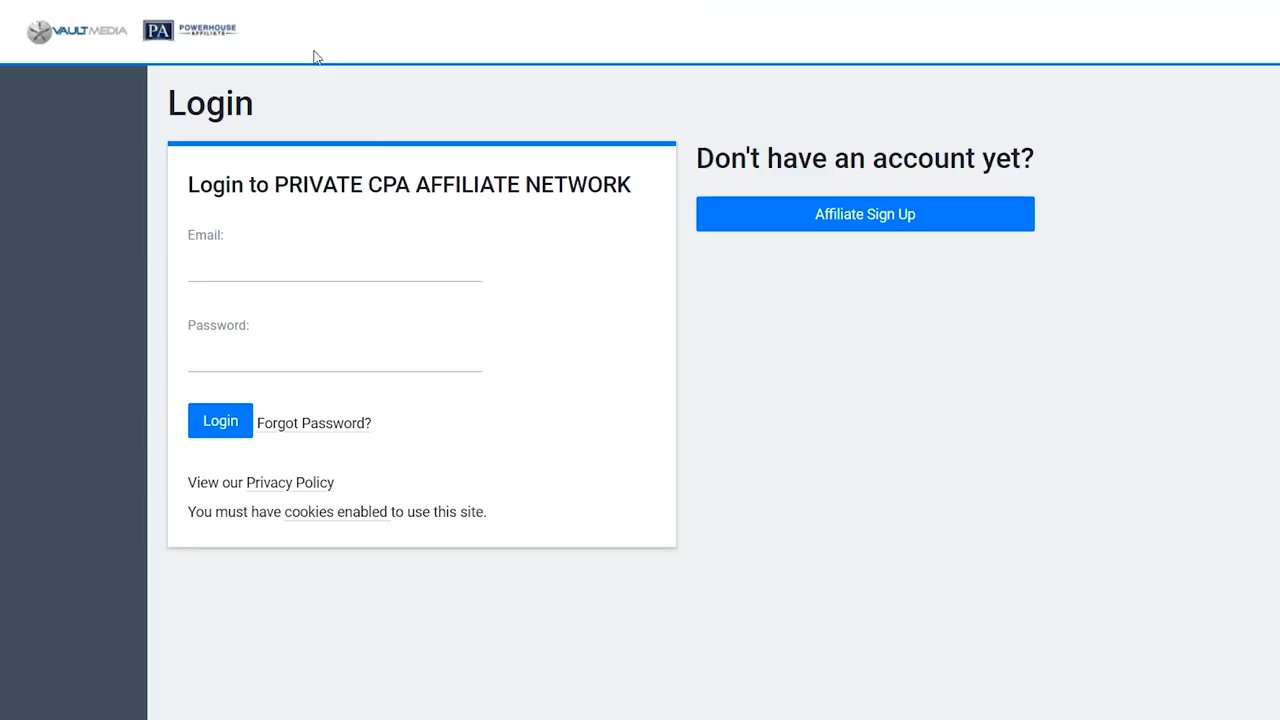 VAULTMEDIA PA POWERHOUSE
AFFILIATE
Login
Login to PRIVATE CPA AFFILIATE NETWORK
Email:
Password:
Login Forgot Password?
View our Privacy Policy
You must have cookies enabled to use this site.
Don't have an account yet?
Affiliate Sign Up